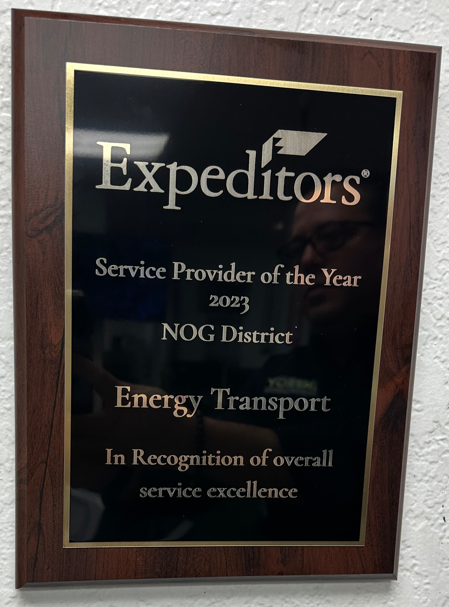 Expeditors®
Service Provider of the Year
2023
NOG District
Energy Transport
In Recognition of overall
service excellence